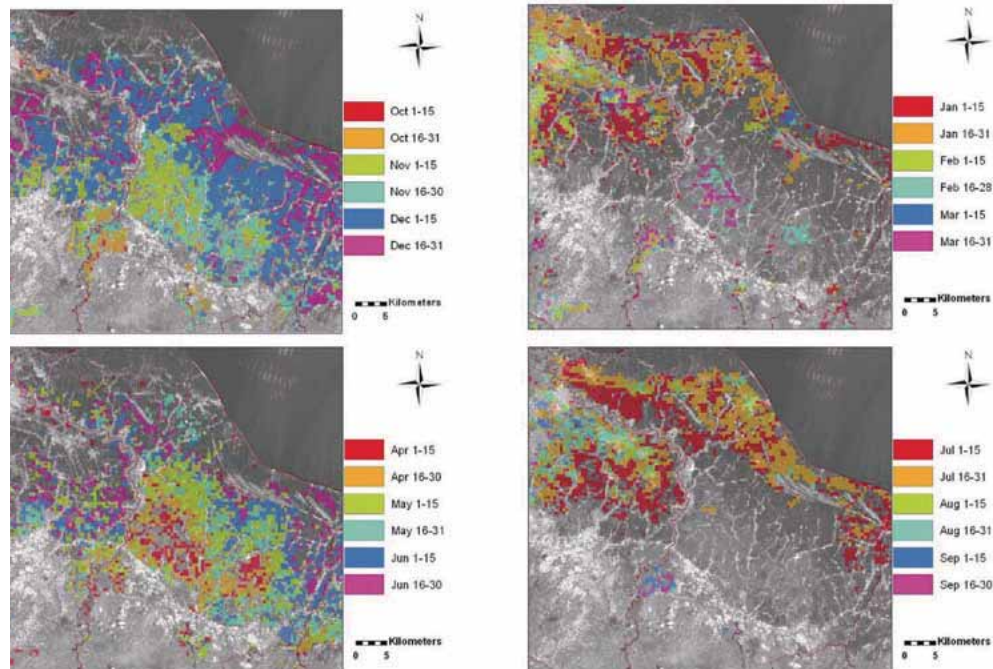 N
Oct 1-15
Oct 16-31
Nov 1-15
Nov 16-30
Dec 1-15
Dec 16-31
Kilometers
0 5
N
Jan 1-15
Jan 16-31
Feb 1-15
Feb 16-28
Mar 1-15
Mar 16-31
Kilometers
0 5
N
Apr 1-15
Apr 16-30
May 1-15
May 16-31
Jun 1-15
Jun 16-30
Kilometers
0 5
N
Jul 1-15
Jul 16-31
Aug 1-15
Aug 16-31
Sep 1-15
Sep 16-30
Kilometers
0 5